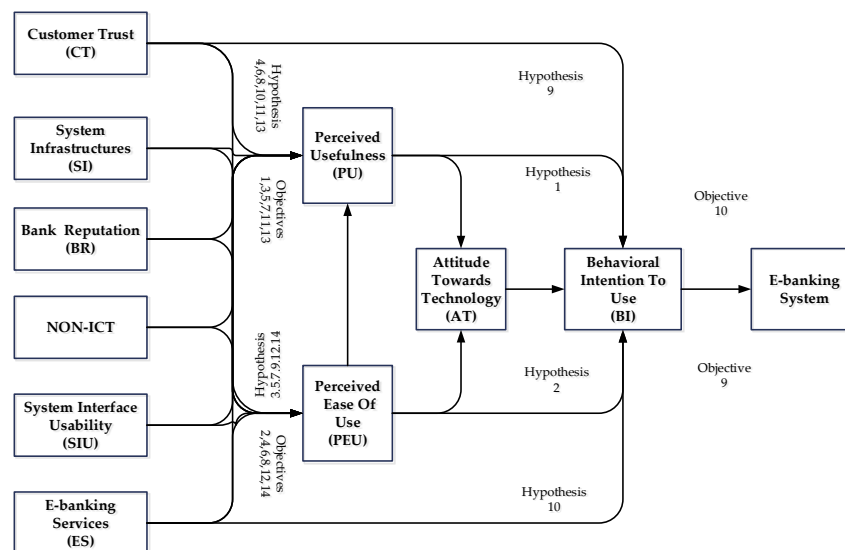 Customer Trust
(CT)
System
Infrastructures
(SI)
Bank Reputation
(BR)
NON-ICT
System Interface
Usability
(SIU)
E-banking
Services
(ES)
Hypothesis
4,6,8,10,11,13
Objectives
1,3,5,7,11,13
Hypothesis
3,5,7,9,12,14
Objectives
2,4,6,8,12,14
Perceived
Usefulness
(PU)
Perceived
Ease Of
Use
(PEU)
Attitude
Towards
Technology
(AT)
Hypothesis
9
Hypothesis
1
Hypothesis
2
Hypothesis
10
Behavioral
Intention To
Use
(BI)
Objective
10
Objective
9
E-banking
System